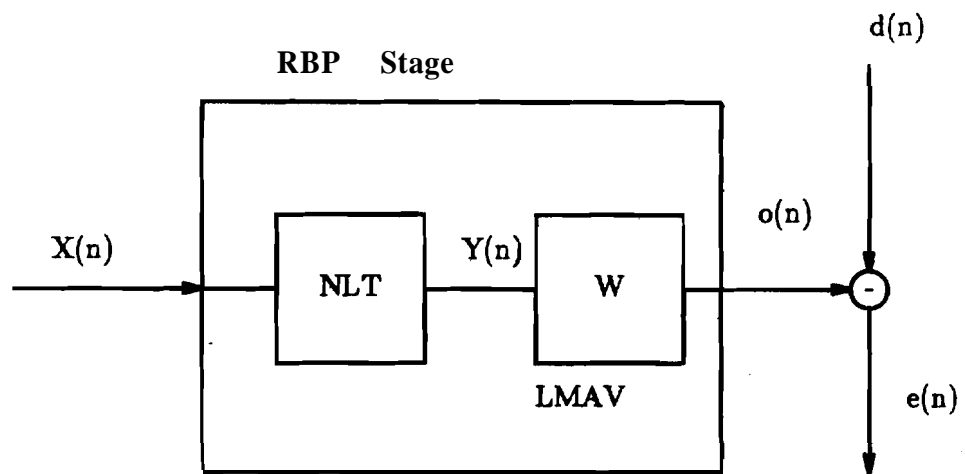 d(n)
RBP Stage
o(n)
X(n)
Y(n)
NLT
W
-
LMAV
e(n)